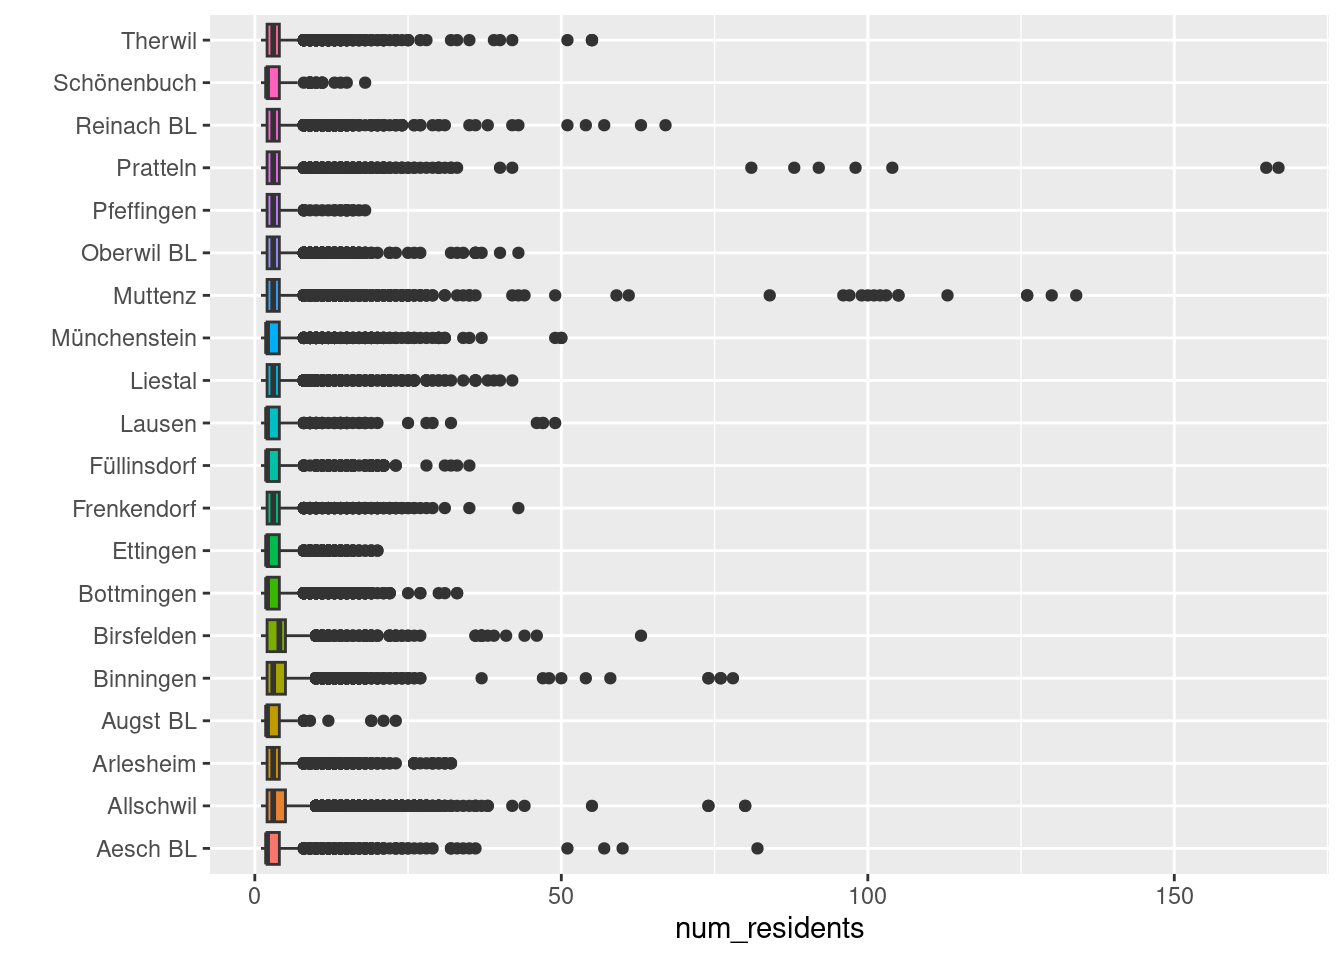 Therwil
Schönenbuch
Reinach BL
Pratteln
Pfeffingen
Oberwil BL
Muttenz
Münchenstein
Liestal
Lausen
Füllinsdorf
Frenkendorf
Ettingen
Bottmingen
Birsfelden
Binningen
Augst BL
Arlesheim
Allschwil
Aesch BL
0 50 100 150
num_residents